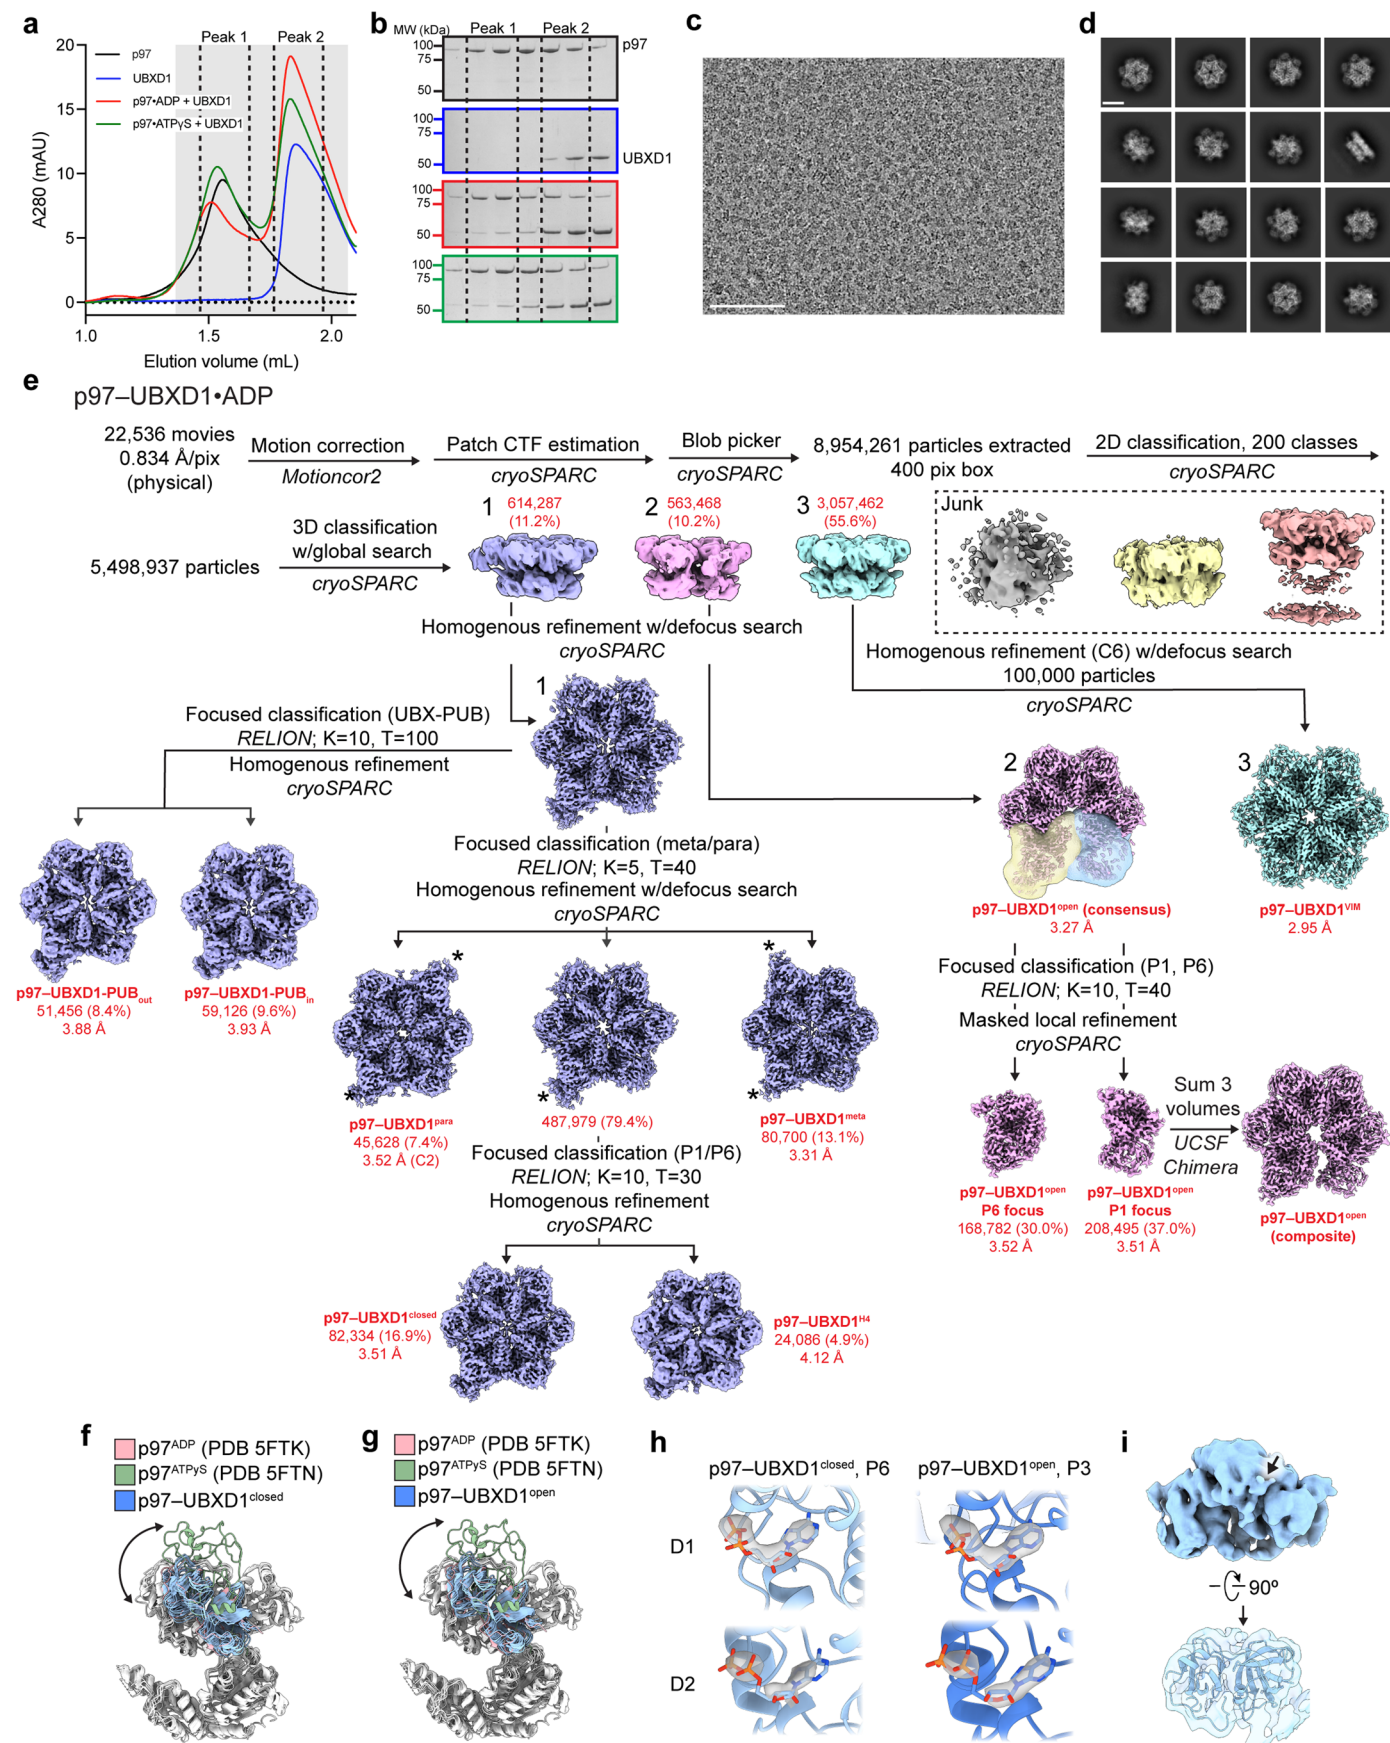 a
Peak 1
Peak 2
20
15
10
5
0
A280 (mAU)
p97
UBXD1
p97•ADP + UBXD1
p97•ATPγS + UBXD1
1.0
1.5
2.0
Elution volume (mL)
b
MW (kDa)
Peak 1
Peak 2
100
75
50
p97
100
75
50
UBXD1
100
75
50
100
75
50
c
d
e
p97–UBXD1•ADP
22,536 movies
0.834 Å/pix
(physical)
Motion correction
Motioncor2
Patch CTF estimation
cryoSPARC
Blob picker
cryoSPARC
8,954,261 particles extracted
400 pix box
2D classification, 200 classes
cryoSPARC
5,498,937 particles
3D classification
w/global search
cryoSPARC
1
614,287
(11.2%)
2
563,468
(10.2%)
3
3,057,462
(55.6%)
Junk
Homogenous refinement w/defocus search
cryoSPARC
Homogenous refinement (C6) w/defocus search
100,000 particles
cryoSPARC
Focused classification (UBX-PUB)
RELION; K=10, T=100
Homogenous refinement
cryoSPARC
1
2
3
Focused classification (meta/para)
RELION; K=5, T=40
Homogenous refinement w/defocus search
cryoSPARC
p97–UBXD1-PUBout
51,456 (8.4%)
3.88 Å
p97–UBXD1-PUBin
59,126 (9.6%)
3.93 Å
p97–UBXD1open (consensus)
3.27 Å
p97–UBXD1VIM
2.95 Å
Focused classification (P1, P6)
RELION; K=10, T=40
Masked local refinement
cryoSPARC
*
*
*
*
*
p97–UBXD1para
45,628 (7.4%)
3.52 Å (C2)
487,979 (79.4%)
p97–UBXD1meta
80,700 (13.1%)
3.31 Å
Focused classification (P1/P6)
RELION; K=10, T=30
Homogenous refinement
cryoSPARC
Sum 3
volumes
UCSF
Chimera
p97–UBXD1open
P6 focus
168,782 (30.0%)
3.52 Å
p97–UBXD1open
P1 focus
208,495 (37.0%)
3.51 Å
p97–UBXD1open
(composite)
p97–UBXD1closed
82,334 (16.9%)
3.51 Å
p97–UBXD1H4
24,086 (4.9%)
4.12 Å
f
p97ADP (PDB 5FTK)
p97ATPγS (PDB 5FTN)
p97–UBXD1closed
g
p97ADP (PDB 5FTK)
p97ATPγS (PDB 5FTN)
p97–UBXD1open
h
p97–UBXD1closed, P6
p97–UBXD1open, P3
D1
D2
i
90º